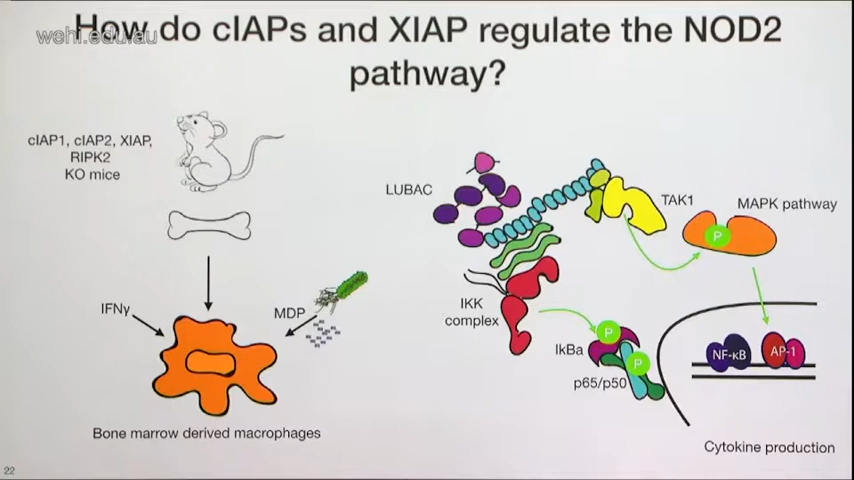 How do cIAPs and XIAP regulate the NOD2
pathway?
wehi.edu.au
cIAP1, cIAP2, XIAP,
RIPK2
KO mice
IFNγ
MDP
Bone marrow derived macrophages
LUBAC
TAK1
MAPK pathway
P
IKK
complex
P
IkBa
P
p65/p50
NF-κB
AP-1
Cytokine production
22